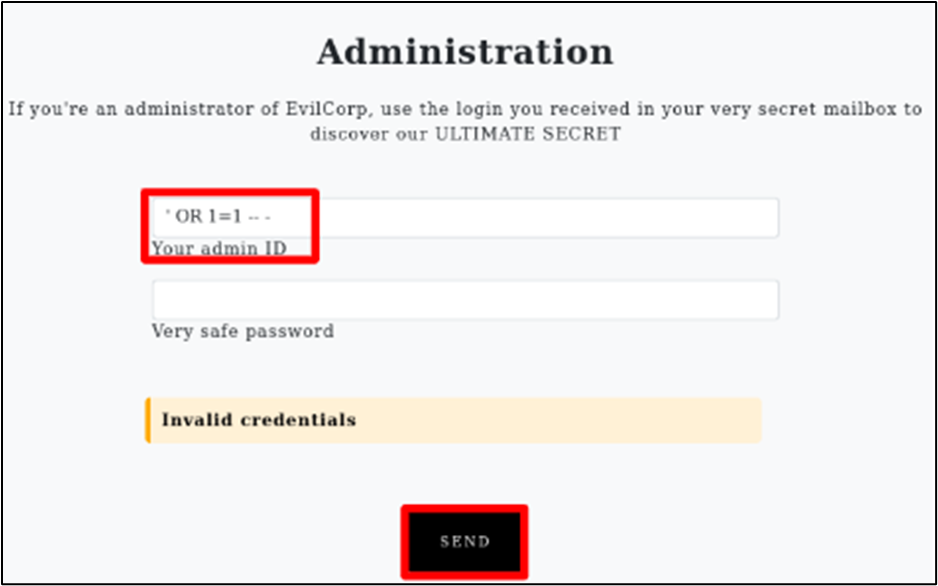 Administration
If you're an administrator of EvilCorp, use the login you received in your very secret mailbox to
discover our ULTIMATE SECRET
' OR 1=1 -- -
Your admin ID
Very safe password
Invalid credentials
SEND